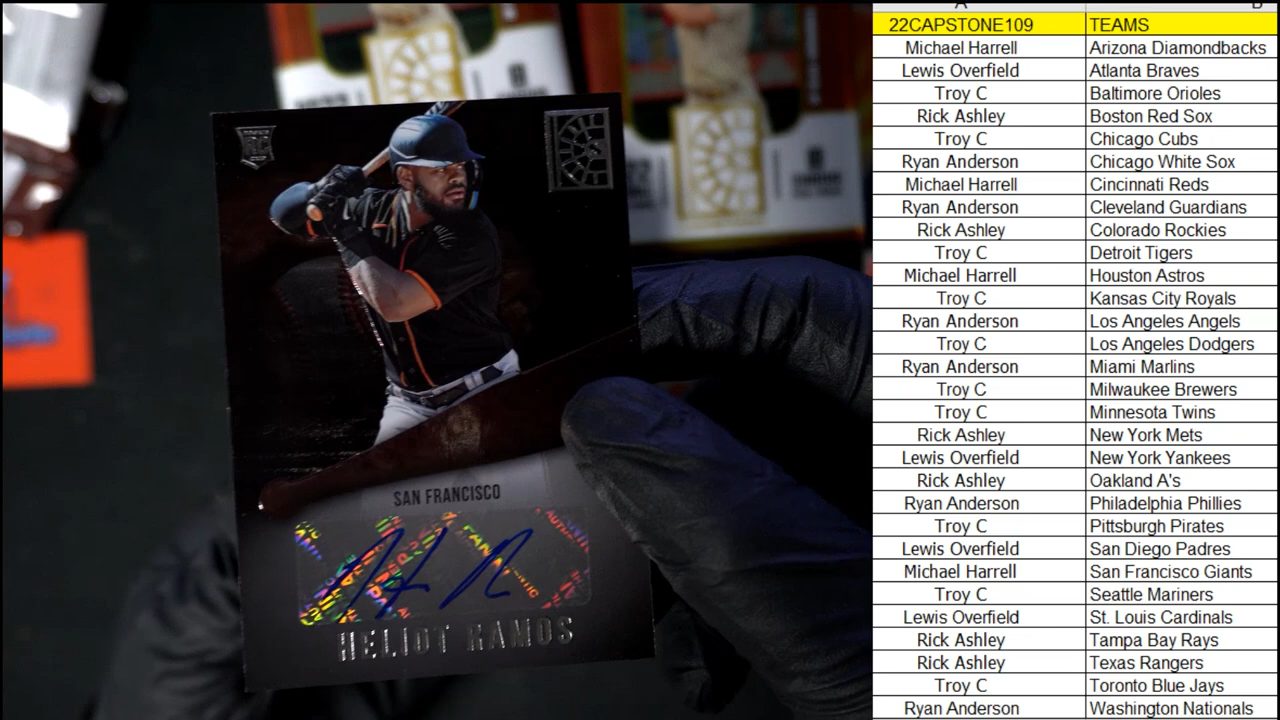 RC
SAN FRANCISCO
HELIOT RAMOS
22CAPSTONE109 TEAMS
Michael Harrell Arizona Diamondbacks
Lewis Overfield Atlanta Braves
Troy C Baltimore Orioles
Rick Ashley Boston Red Sox
Troy C Chicago Cubs
Ryan Anderson Chicago White Sox
Michael Harrell Cincinnati Reds
Ryan Anderson Cleveland Guardians
Rick Ashley Colorado Rockies
Troy C Detroit Tigers
Michael Harrell Houston Astros
Troy C Kansas City Royals
Ryan Anderson Los Angeles Angels
Troy C Los Angeles Dodgers
Ryan Anderson Miami Marlins
Troy C Milwaukee Brewers
Troy C Minnesota Twins
Rick Ashley New York Mets
Lewis Overfield New York Yankees
Rick Ashley Oakland A's
Ryan Anderson Philadelphia Phillies
Troy C Pittsburgh Pirates
Lewis Overfield San Diego Padres
Michael Harrell San Francisco Giants
Troy C Seattle Mariners
Lewis Overfield St. Louis Cardinals
Rick Ashley Tampa Bay Rays
Rick Ashley Texas Rangers
Troy C Toronto Blue Jays
Ryan Anderson Washington Nationals